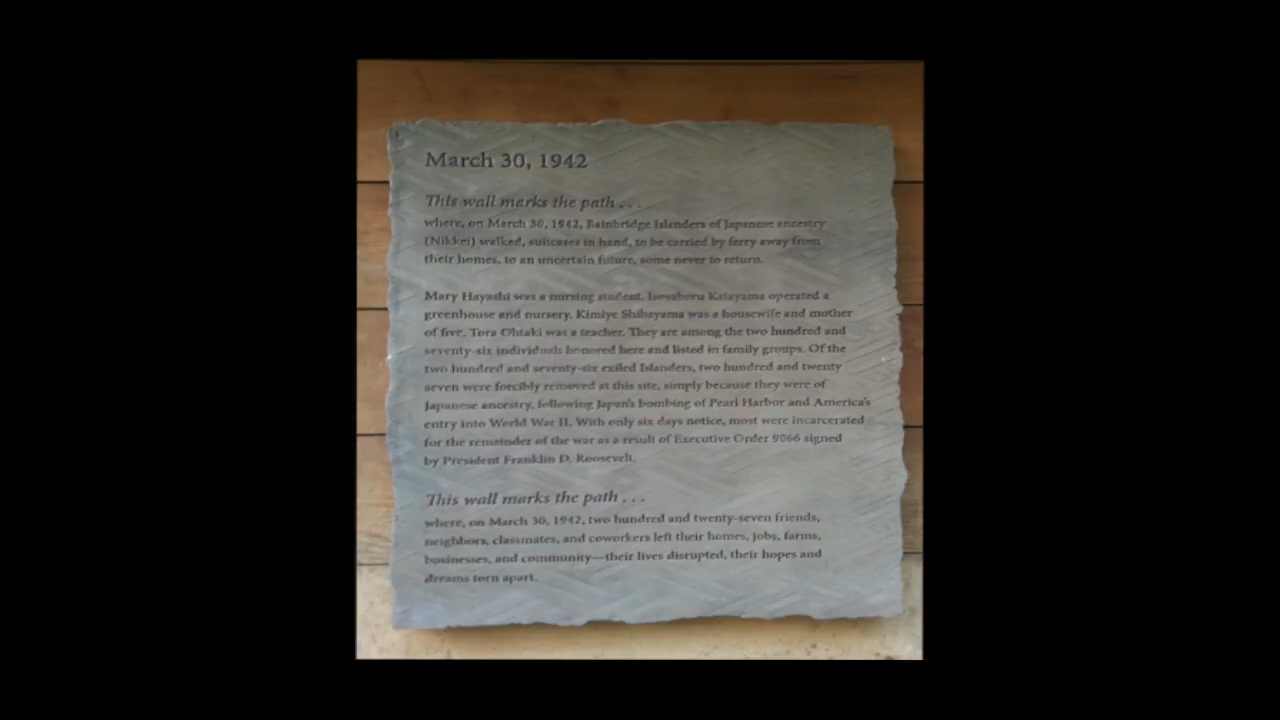 March 30, 1942
This wall marks the path . . .
where, on March 30, 1942, Bainbridge Islanders of Japanese ancestry
(Nikkei) walked, suitcases in hand, to be carried by ferry away from
their homes, to an uncertain future, some never to return.
Mary Hayashi was a nursing student. Isosaburo Katayama operated a
greenhouse and nursery. Kimiye Shibayama was a housewife and mother
of five. Tora Ohtaki was a teacher. They are among the two hundred and
seventy-six individuals honored here and listed in family groups. Of the
two hundred and seventy-six exiled Islanders, two hundred and twenty
seven were forcibly removed at this site, simply because they were of
Japanese ancestry, following Japan's bombing of Pearl Harbor and America's
entry into World War II. With only six days notice, most were incarcerated
for the remainder of the war as a result of Executive Order 9066 signed
by President Franklin D. Roosevelt.
This wall marks the path . . .
where, on March 30, 1942, two hundred and twenty-seven friends,
neighbors, classmates, and coworkers left their homes, jobs, farms,
businesses, and community—their lives disrupted, their hopes and
dreams torn apart.